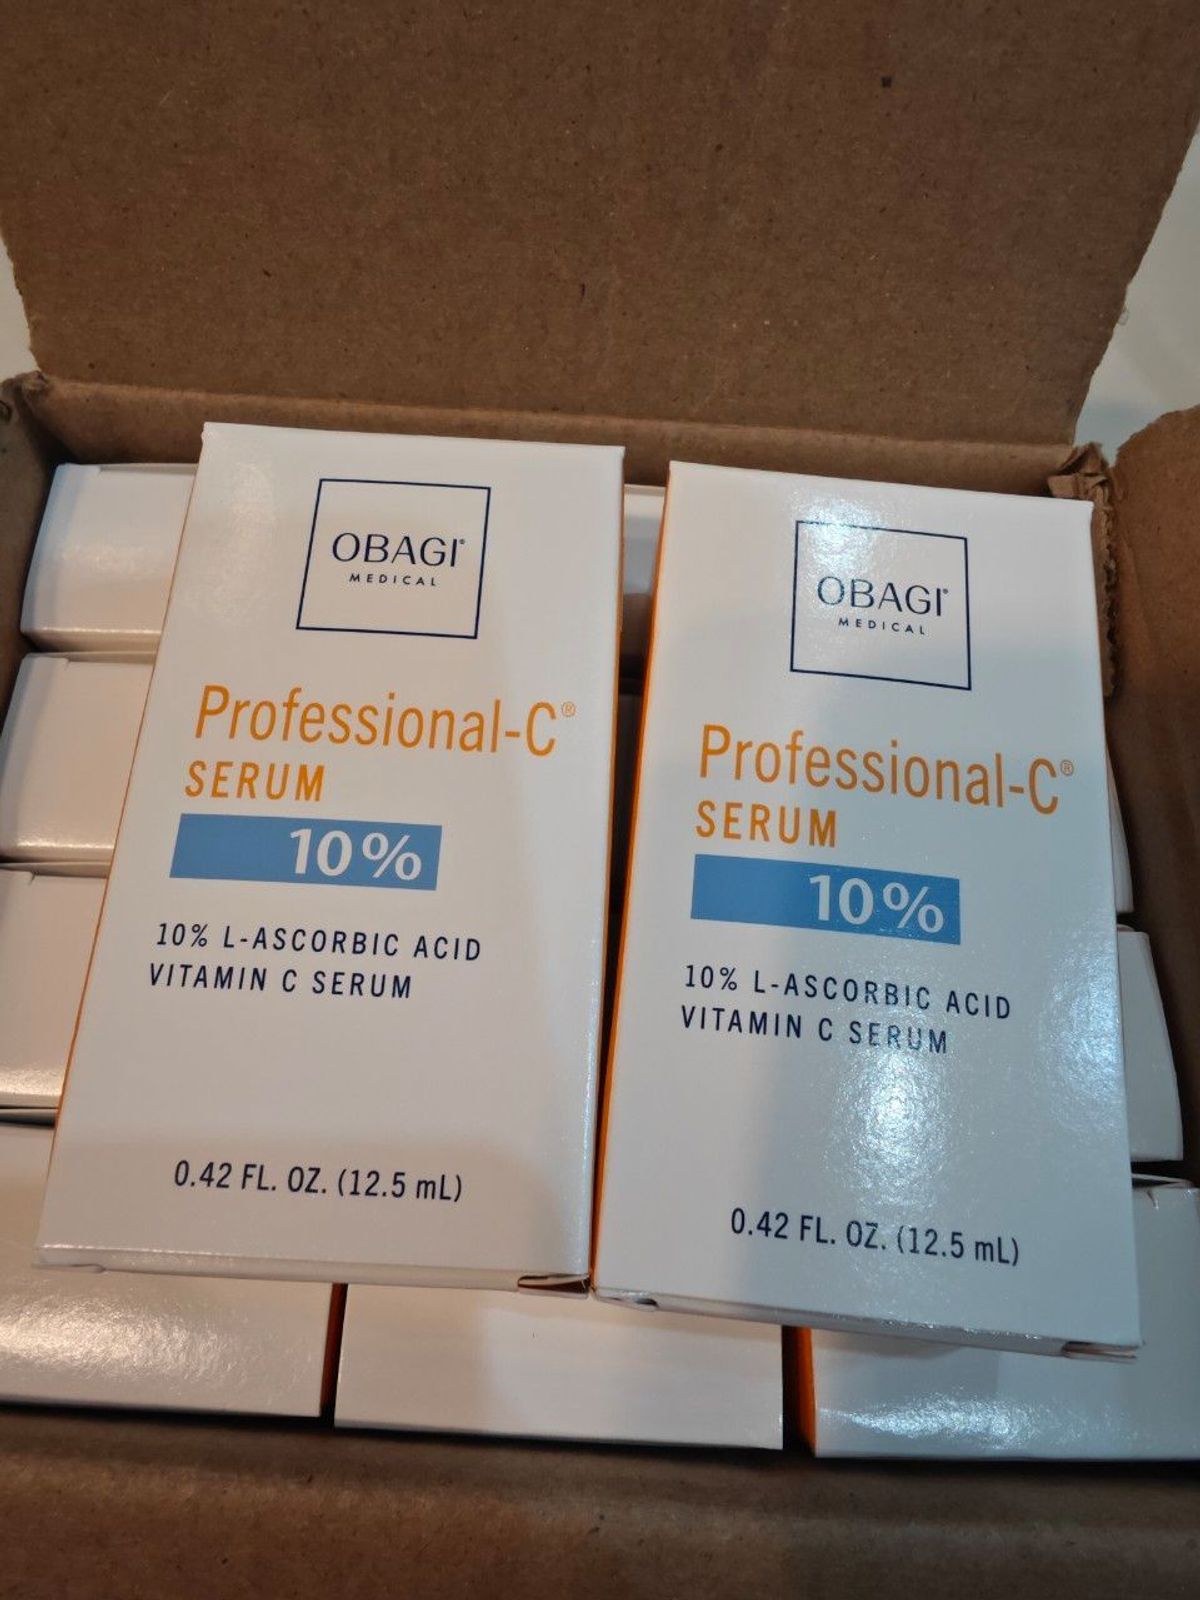 OBAGI®
MEDICAL
Professional-C®
SERUM
10%
10% L-ASCORBIC ACID
VITAMIN C SERUM
0.42 FL. OZ. (12.5 mL)
OBAGI®
MEDICAL
Professional-C®
SERUM
10%
10% L-ASCORBIC ACID
VITAMIN C SERUM
0.42 FL. OZ. (12.5 mL)